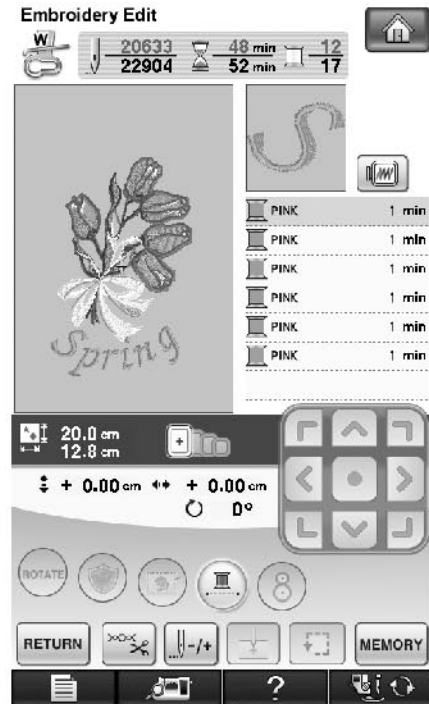 Embroidery Edit
W
20633 48 min 12
22904 52 min 17
PINK 1 min
PINK 1 min
PINK 1 min
PINK 1 min
PINK 1 min
PINK 1 min
Spring
20.0 cm
12.8 cm
+ 0.00 cm + 0.00 cm
0°
ROTATE
RETURN -/+ MEMORY
?